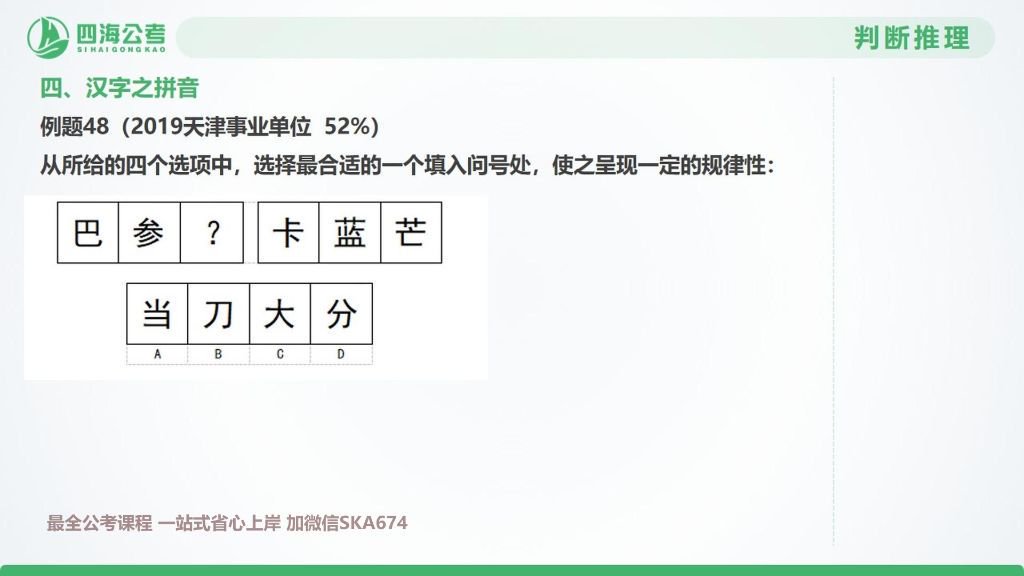 四海公考
SIHAIGONGKAO
判断推理
四、汉字之拼音
例题48（2019天津事业单位 52%）
从所给的四个选项中，选择最合适的一个填入问号处，使之呈现一定的规律性：
巴 参 ? 卡 蓝 芒
当 刀 大 分
A B C D
最全公考课程 一站式省心上岸 加微信SKA674